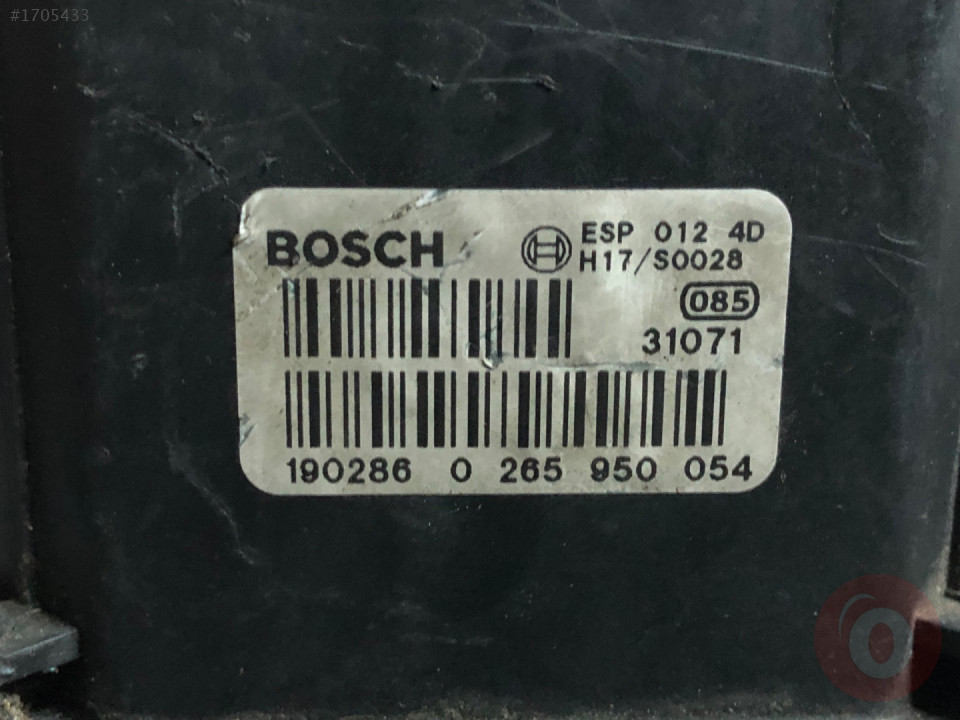 #1705433
BOSCH
ESP 012 4D
H17/S0028
085
31071
190286 0 265 950 054
O